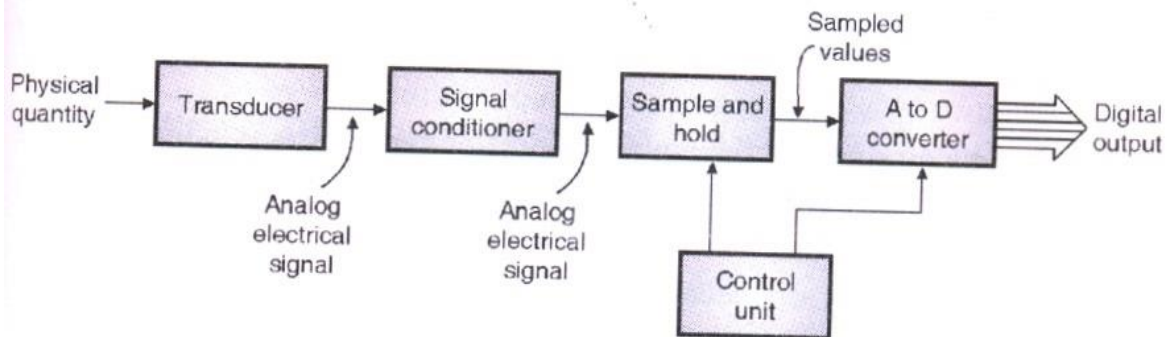 Sampled
values
Physical
quantity
Transducer
Signal
conditioner
Sample and
hold
A to D
converter
Digital
output
Analog
electrical
signal
Analog
electrical
signal
Control
unit